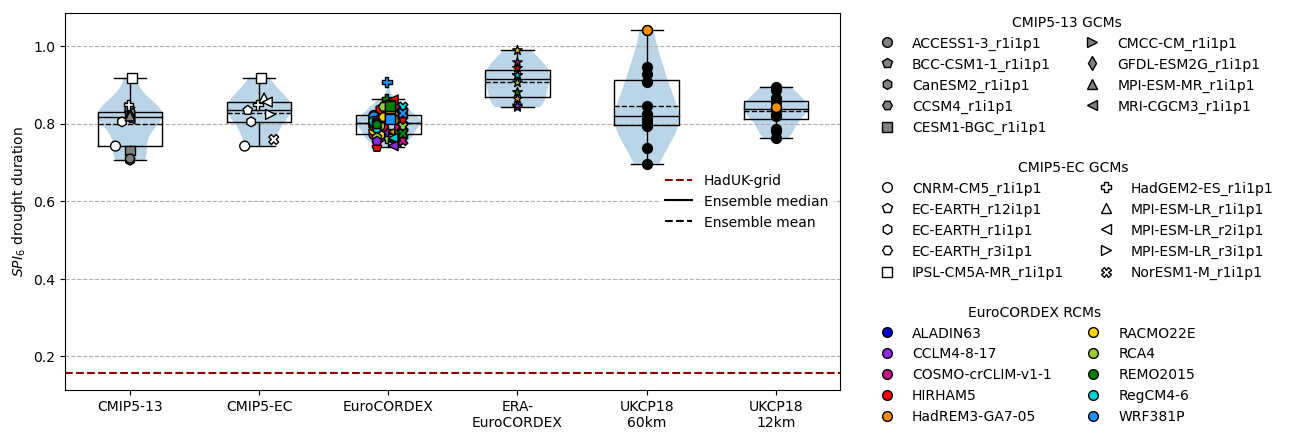 1.0
0.8
0.6
0.4
0.2
SPI6 drought duration
HadUK-grid
Ensemble median
Ensemble mean
CMIP5-13
CMIP5-EC
EuroCORDEX
ERA-
EuroCORDEX
UKCP18
60km
UKCP18
12km
CMIP5-13 GCMs
ACCESS1-3_r1i1p1
BCC-CSM1-1_r1i1p1
CanESM2_r1i1p1
CCSM4_r1i1p1
CESM1-BGC_r1i1p1
CMCC-CM_r1i1p1
GFDL-ESM2G_r1i1p1
MPI-ESM-MR_r1i1p1
MRI-CGCM3_r1i1p1
CMIP5-EC GCMs
CNRM-CM5_r1i1p1
EC-EARTH_r12i1p1
EC-EARTH_r1i1p1
EC-EARTH_r3i1p1
IPSL-CM5A-MR_r1i1p1
HadGEM2-ES_r1i1p1
MPI-ESM-LR_r1i1p1
MPI-ESM-LR_r2i1p1
MPI-ESM-LR_r3i1p1
NorESM1-M_r1i1p1
EuroCORDEX RCMs
ALADIN63
CCLM4-8-17
COSMO-crCLIM-v1-1
HIRHAM5
HadREM3-GA7-05
RACMO22E
RCA4
REMO2015
RegCM4-6
WRF381P